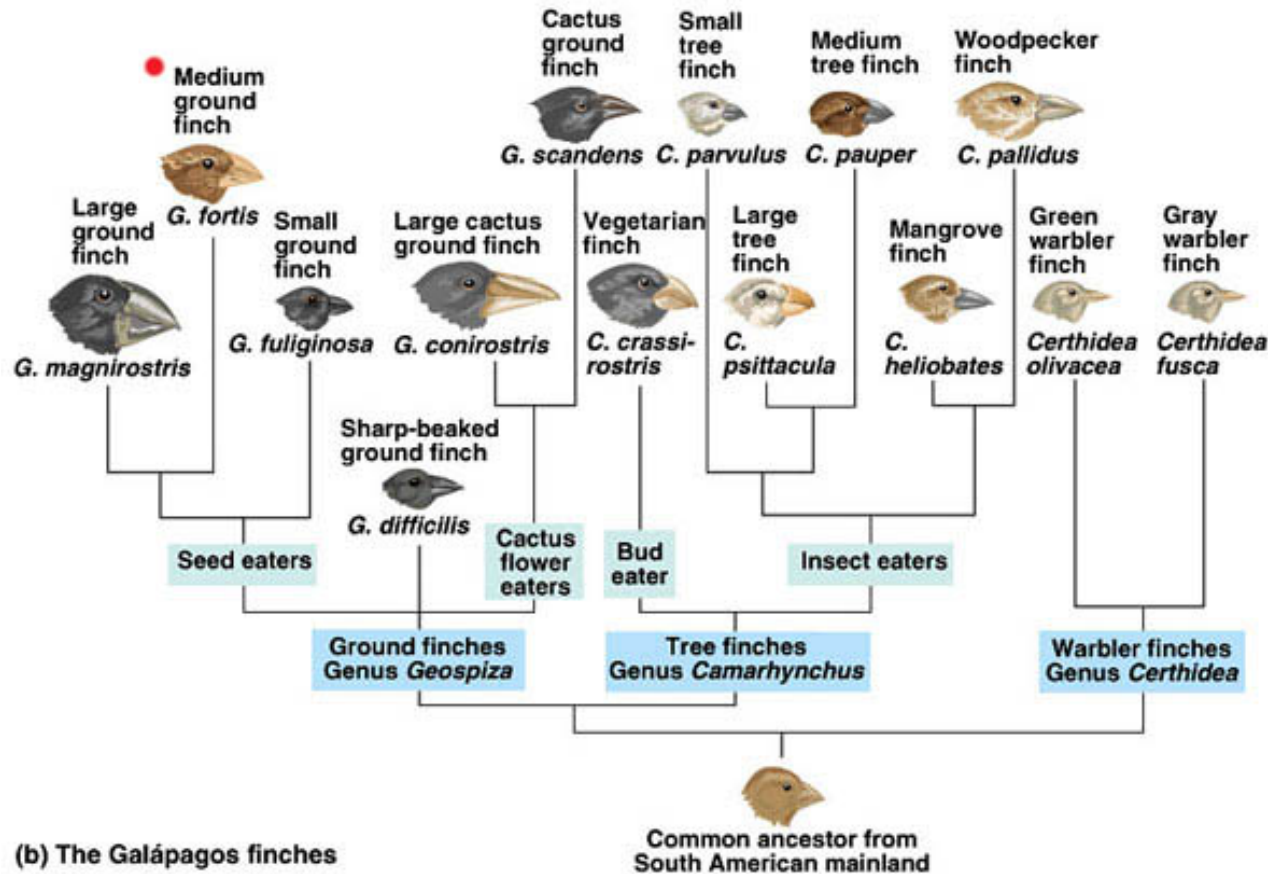 Cactus
ground
finch
Small
tree
finch
Medium
tree finch
Woodpecker
finch
Medium
ground
finch
G. scandens
C. parvulus
C. pauper
C. pallidus
Large
ground
finch
G. fortis
Small
ground
finch
Large cactus
ground finch
Vegetarian
finch
Large
tree
finch
Mangrove
finch
Green
warbler
finch
Gray
warbler
finch
G. magnirostris
G. fuliginosa
G. conirostris
C. crassi-
rostris
C.
psittacula
C.
heliobates
Certhidea
olivacea
Certhidea
fusca
Sharp-beaked
ground finch
G. difficilis
Seed eaters
Cactus
flower
eaters
Bud
eater
Insect eaters
Ground finches
Genus Geospiza
Tree finches
Genus Camarhynchus
Warbler finches
Genus Certhidea
Common ancestor from
South American mainland
(b) The Galápagos finches